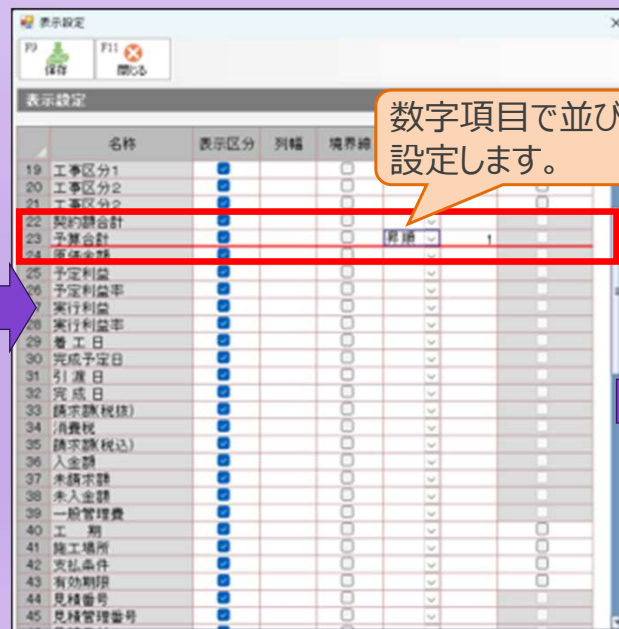 表示設定
F9
保存
F11
閉じる
表示設定
数字項目で並び
設定します。
名称 表示区分 列幅 境界線
19 工事区分1
20 工事区分2
21 工事区分2
22 契約額合計
23 予算合計 昇順 1
24 原価金額
25 予定利益
26 予定利益率
27 実行利益
28 実行利益率
29 着工日
30 完成予定日
31 引渡日
32 完成日
33 請求額(税抜)
34 消費税
35 請求額(税込)
36 入金額
37 未請求額
38 未入金額
39 一般管理費
40 工 期
41 施工場所
42 支払条件
43 有効期限
44 見積番号
45 見積管理番号